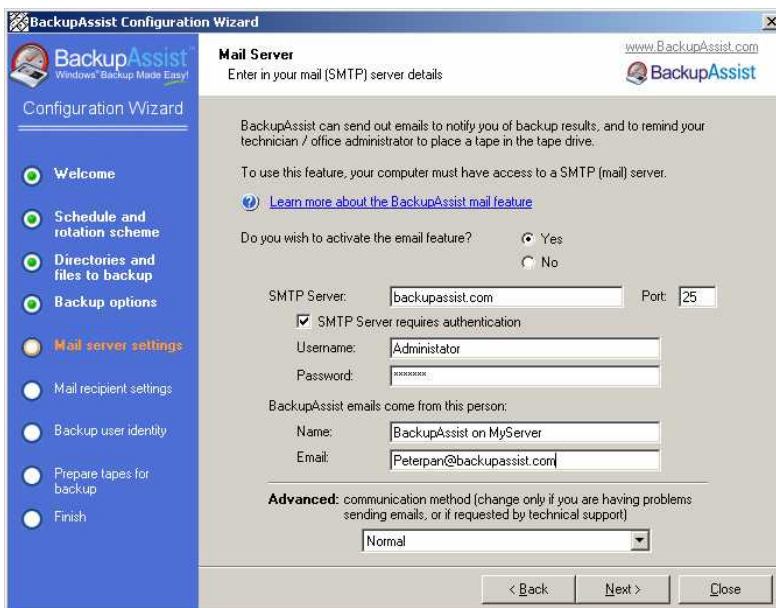 BackupAssist Configuration Wizard
BackupAssist
Windows® Backup Made Easy!
Configuration Wizard
Welcome
Schedule and
rotation scheme
Directories and
files to backup
Backup options
Mail server settings
Mail recipient settings
Backup user identity
Prepare tapes for
backup
Finish
Mail Server
Enter in your mail (SMTP) server details
www.BackupAssist.com
BackupAssist
BackupAssist can send out emails to notify you of backup results, and to remind your
technician / office administrator to place a tape in the tape drive.
To use this feature, your computer must have access to a SMTP (mail) server.
Learn more about the BackupAssist mail feature
Do you wish to activate the email feature? Yes
No
SMTP Server: backupassist.com Port: 25
SMTP Server requires authentication
Username: Administator
Password: ×××××××
BackupAssist emails come from this person:
Name: BackupAssist on MyServer
Email: Peterpan@backupassist.com
Advanced: communication method (change only if you are having problems
sending emails, or if requested by technical support)
Normal
< Back Next > Close